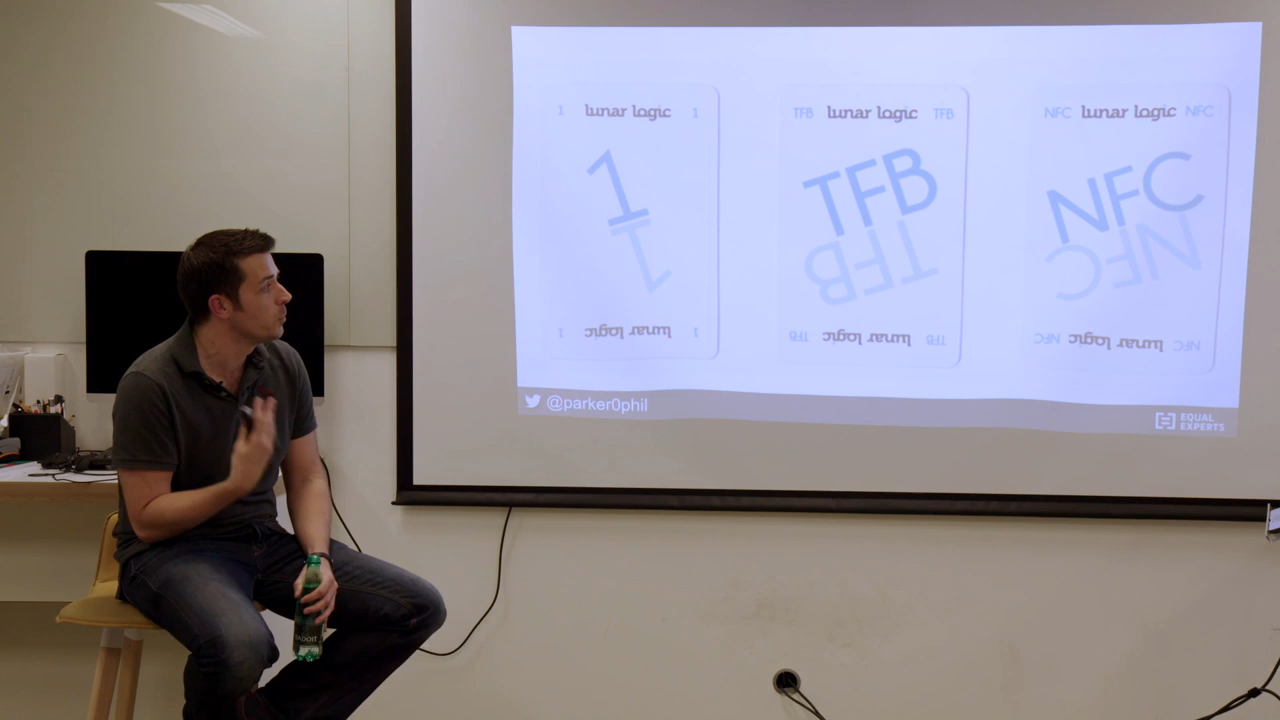 1 lunar logic 1
1
1
1 lunar logic 1
TFB lunar logic TFB
TFB
TFB
TFB lunar logic TFB
NFC lunar logic NFC
NFC
NFC
NFC lunar logic NFC
@parker0phil
EQUAL
EXPERTS
BADOIT